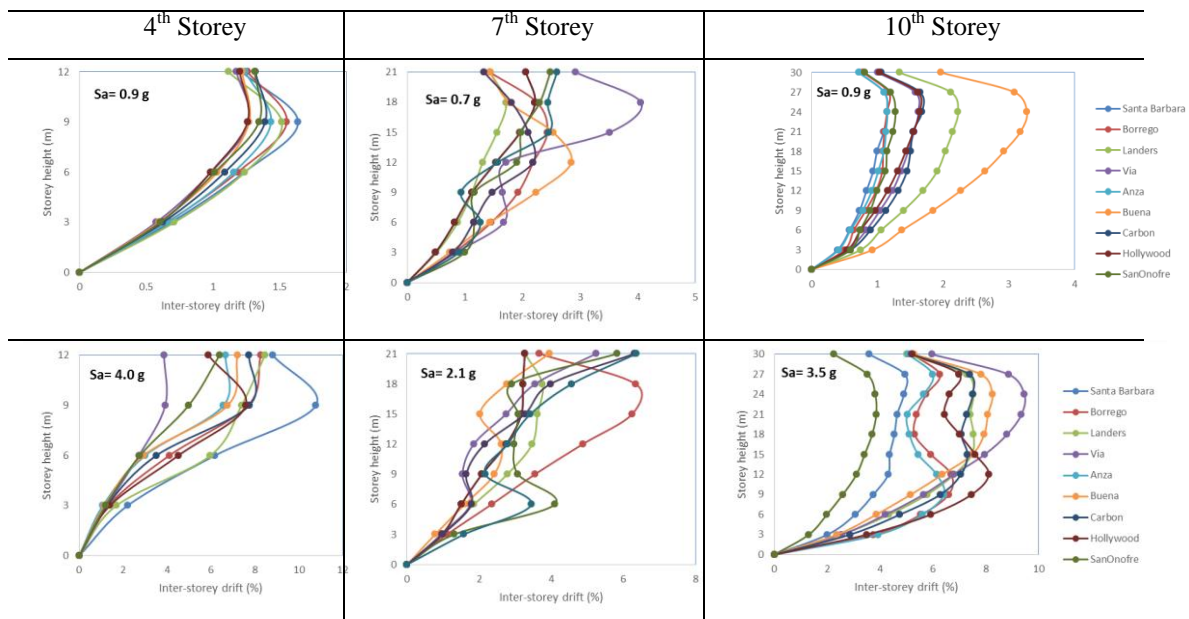 4th Storey
7th Storey
10th Storey
Sa= 0.9 g
Storey height (m)
12
9
6
3
0
0
0.5
1
1.5
2
Inter-storey drift (%)
Sa= 0.7 g
Storey height (m)
21
18
15
12
9
6
3
0
0
1
2
3
4
5
Inter-storey drift (%)
Sa= 0.9 g
Storey height (m)
30
27
24
21
18
15
12
9
6
3
0
0
1
2
3
4
Inter-storey drift (%)
Santa Barbara
Borrego
Landers
Via
Anza
Buena
Carbon
Hollywood
SanOnofre
Sa= 4.0 g
Storey height (m)
12
9
6
3
0
0
2
4
6
8
10
12
Inter-storey drift (%)
Sa= 2.1 g
Storey height (m)
21
18
15
12
9
6
3
0
0
2
4
6
8
Inter-storey drift (%)
Sa= 3.5 g
Storey height (m)
30
27
24
21
18
15
12
9
6
3
0
0
2
4
6
8
10
Inter-storey drift (%)
Santa Barbara
Borrego
Landers
Via
Anza
Buena
Carbon
Hollywood
SanOnofre